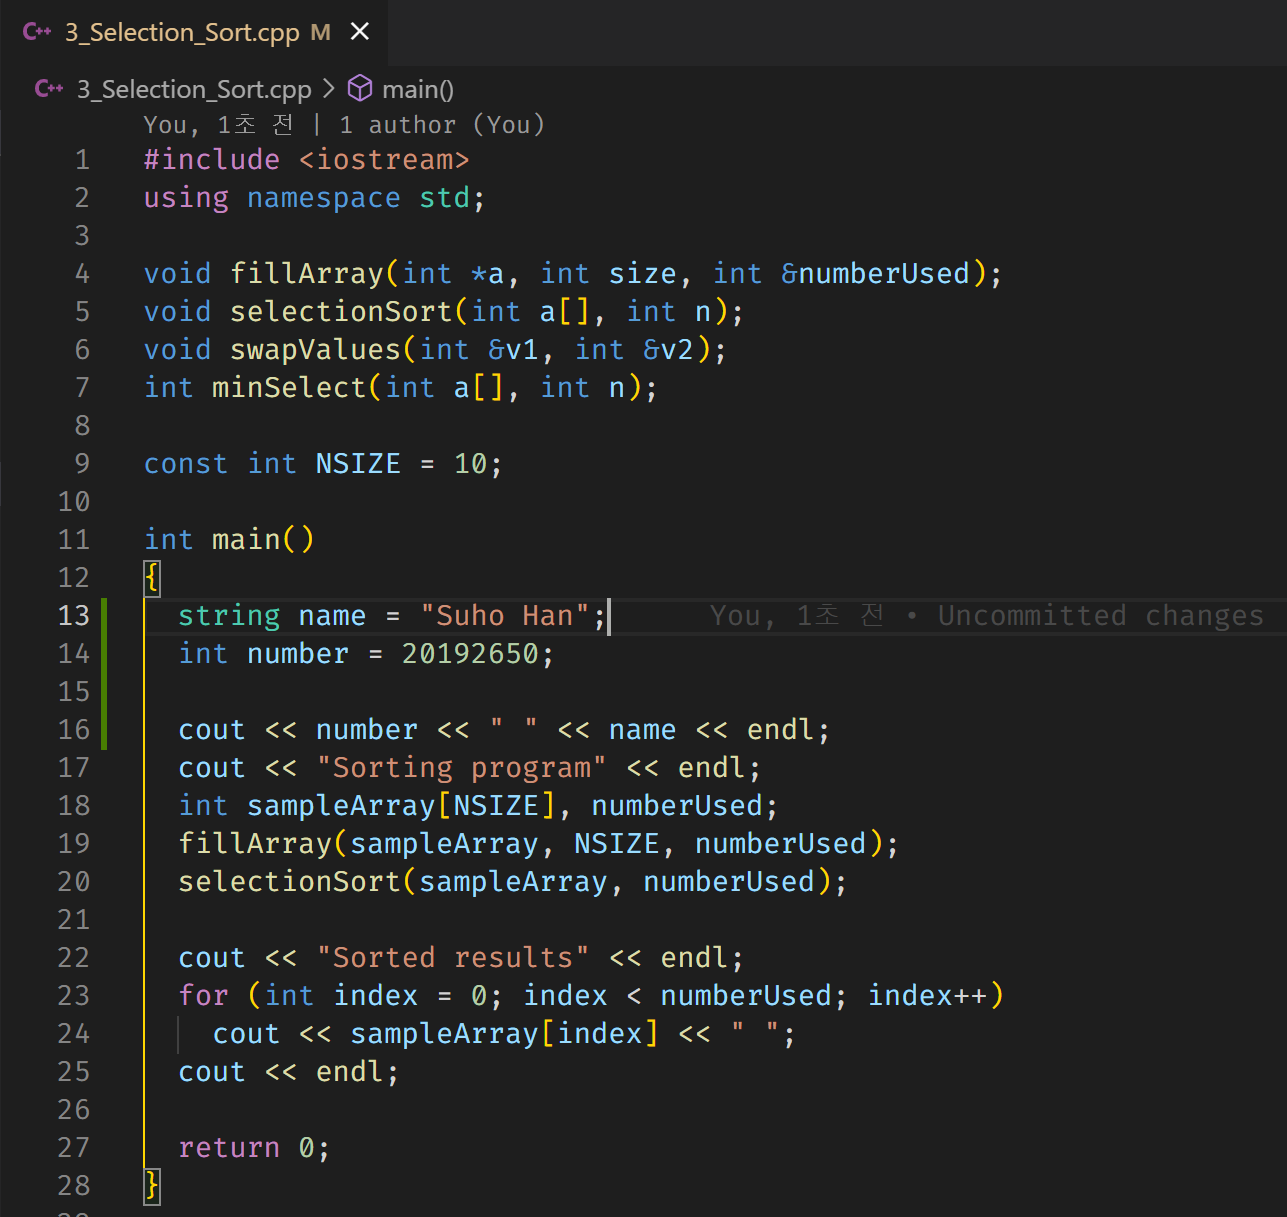 C++ 3_Selection_Sort.cpp M ×
C++ 3_Selection_Sort.cpp > main()
You, 1초 전 | 1 author (You)
1 #include <iostream>
2 using namespace std;
3
4 void fillArray(int *a, int size, int &numberUsed);
5 void selectionSort(int a[], int n);
6 void swapValues(int &v1, int &v2);
7 int minSelect(int a[], int n);
8
9 const int NSIZE = 10;
10
11 int main()
12 {
13   string name = "Suho Han"; You, 1초 전 • Uncommitted changes
14   int number = 20192650;
15
16   cout << number << " " << name << endl;
17   cout << "Sorting program" << endl;
18   int sampleArray[NSIZE], numberUsed;
19   fillArray(sampleArray, NSIZE, numberUsed);
20   selectionSort(sampleArray, numberUsed);
21
22   cout << "Sorted results" << endl;
23   for (int index = 0; index < numberUsed; index++)
24     cout << sampleArray[index] << " ";
25   cout << endl;
26
27   return 0;
28 }